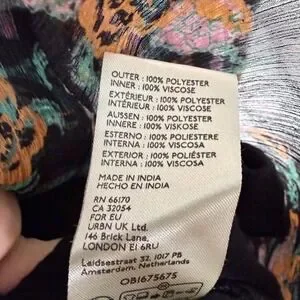 OUTER : 100% POLYESTER
INNER : 100% VISCOSE
EXTÉRIEUR : 100% POLYESTER
INTÉRIEUR : 100% VISCOSE
AUSSEN : 100% POLYESTER
INNERE : 100% VISKOSE
ESTERNO : 100% POLIESTERE
INTERNA : 100% VISCOSA
EXTERIOR : 100% POLIÉSTER
INTERNA : 100% VISCOSA
MADE IN INDIA
HECHO EN INDIA
RN 66170
CA 32054
FOR EU
URBN UK Ltd.
146 Brick Lane,
LONDON E1 6RU
Leidsestraat 32, 1017 PB
Amsterdam, Netherlands
OB1675675